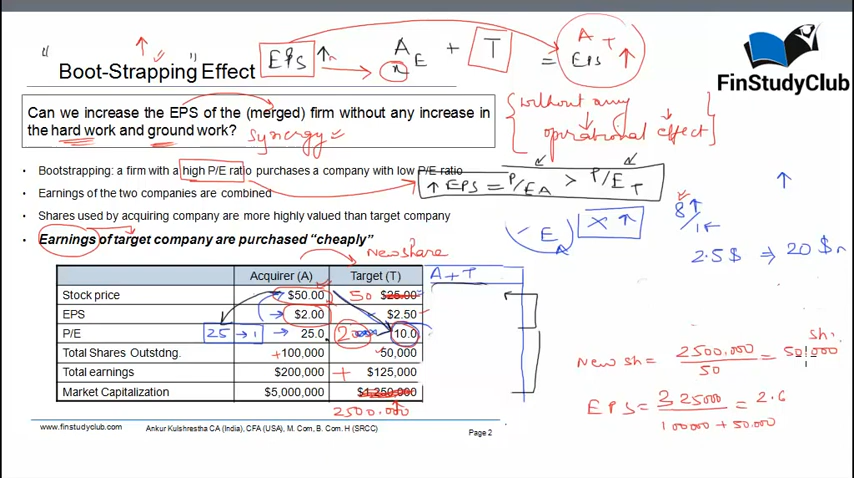 " Boot-Strapping Effect "
EPS ↑
A E + T
n
= A T
EPS ↑
FinStudyClub
Can we increase the EPS of the (merged) firm without any increase in
the hard work and ground work?
Synergy
{ without any
operational effect }
• Bootstrapping: a firm with a high P/E ratio purchases a company with low P/E ratio
↑ EPS = P/E A > P/E T
• Earnings of the two companies are combined
• Shares used by acquiring company are more highly valued than target company
E A
X ↑
8↑
1
2.5$ ⇒ 20 $
• Earnings of target company are purchased "cheaply"
New share
Acquirer (A) Target (T) A + T
Stock price $50.00 50 $25.00
EPS $2.00 $2.50
25 → 1 P/E 25.0 20 10.0
Total Shares Outstdng. +100,000 50,000
Total earnings $200,000 + $125,000
Market Capitalization $5,000,000 $1,250,000
2500.000
New sh = 2500,000 / 50 = 50,000 sh.
EPS = 325000 / 100000 + 50.000 = 2.6
www.finstudyclub.com Ankur Kulshrestha CA (India), CFA (USA), M. Com, B. Com. H (SRCC) Page 2